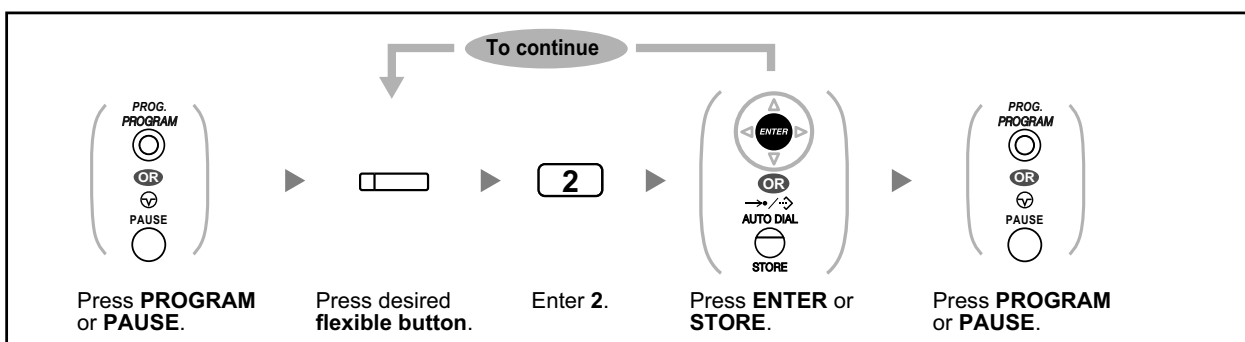 To continue
PROG.
PROGRAM
OR
PAUSE
2
ENTER
OR
AUTO DIAL
STORE
PROG.
PROGRAM
OR
PAUSE
Press PROGRAM
or PAUSE.
Press desired
flexible button.
Enter 2.
Press ENTER or
STORE.
Press PROGRAM
or PAUSE.